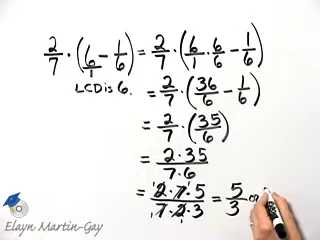 2/7 · (6/1 − 1/6) = 2/7 · (6/1 · 6/6 − 1/6)
LCD is 6.
= 2/7 · (36/6 − 1/6)
= 2/7 · (35/6)
= 2 · 35 / 7 · 6
= 2 · 7 · 5 / 7 · 2 · 3 = 5/3 or
Elayn Martin-Gay